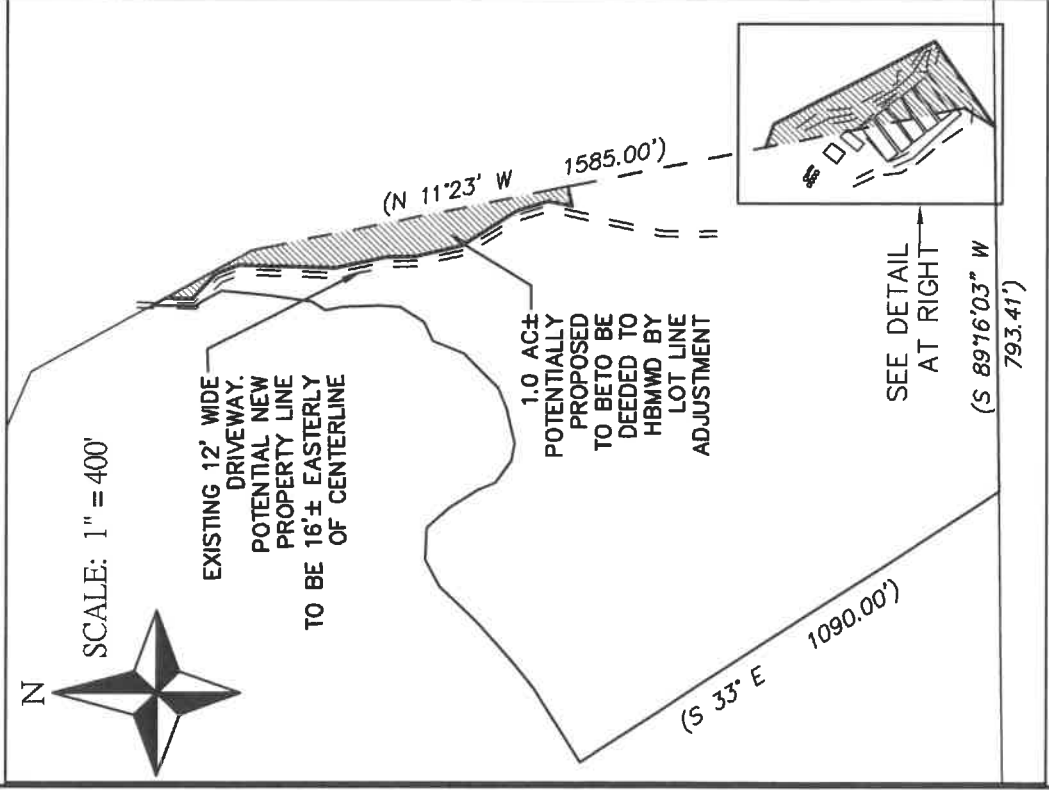 N
SCALE: 1" = 400'
(N 11°23' W 1585.00')
EXISTING 12' WIDE
DRIVEWAY.
POTENTIAL NEW
PROPERTY LINE
TO BE 16'± EASTERLY
OF CENTERLINE
1.0 AC±
POTENTIALLY
PROPOSED
TO BETO BE
DEEDED TO
HBMWD BY
LOT LINE
ADJUSTMENT
SEE DETAIL
AT RIGHT
(S 33° E 1090.00')
(S 89°16'03" W
793.41')